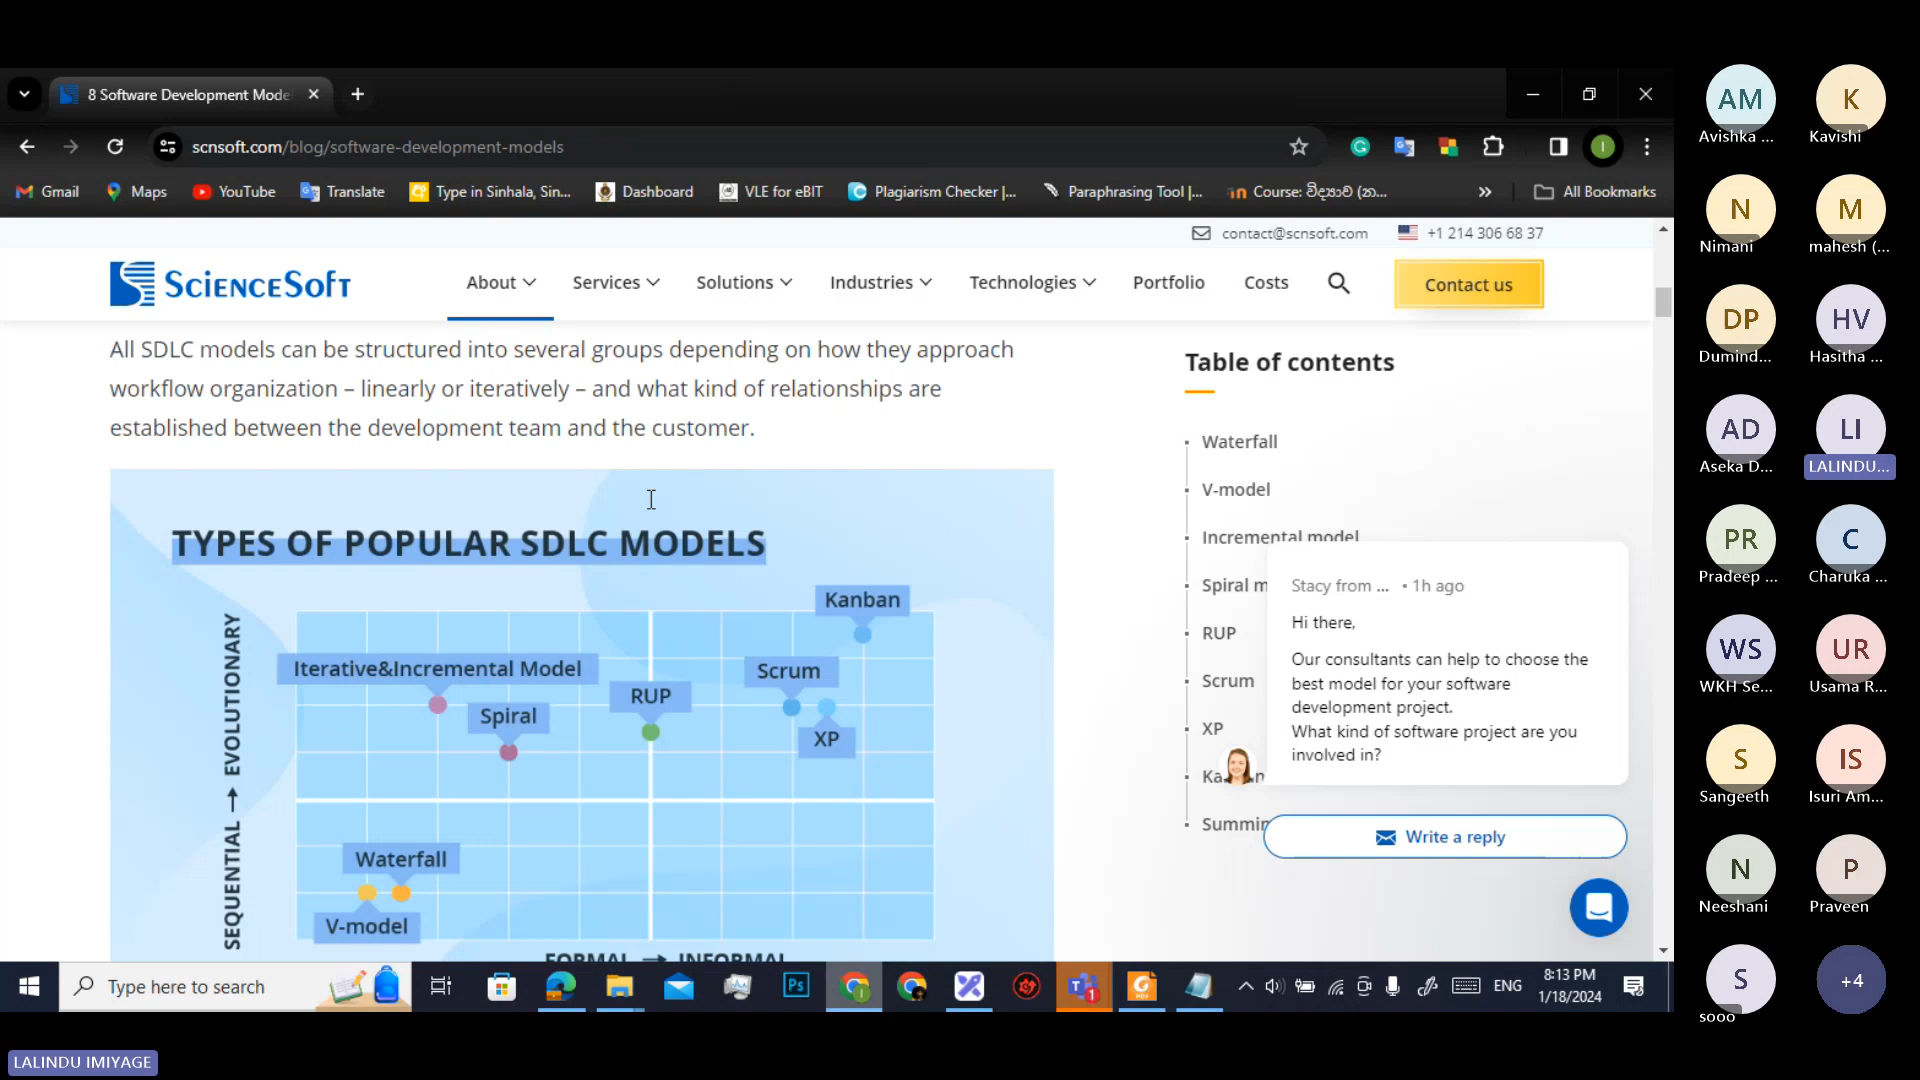 8 Software Development Mode
scnsoft.com/blog/software-development-models
Gmail
Maps
YouTube
Translate
Type in Sinhala, Sin...
Dashboard
VLE for eBIT
Plagiarism Checker |...
Paraphrasing Tool |...
Course: විද්‍යාව (න...
All Bookmarks
contact@scnsoft.com
+1 214 306 68 37
SCIENCESOFT
About
Services
Solutions
Industries
Technologies
Portfolio
Costs
Contact us
All SDLC models can be structured into several groups depending on how they approach
workflow organization – linearly or iteratively – and what kind of relationships are
established between the development team and the customer.
TYPES OF POPULAR SDLC MODELS
Kanban
Iterative&Incremental Model
Scrum
RUP
Spiral
XP
Waterfall
V-model
SEQUENTIAL → EVOLUTIONARY
FORMAL → INFORMAL
Table of contents
Waterfall
V-model
Incremental model
Spiral m
RUP
Scrum
XP
Ka n
Summin
Stacy from ... • 1h ago
Hi there,
Our consultants can help to choose the
best model for your software
development project.
What kind of software project are you
involved in?
Write a reply
Type here to search
Ps
1
ENG
8:13 PM
1/18/2024
AM
Avishka ...
K
Kavishi
N
Nimani
M
mahesh (...
DP
Dumind...
HV
Hasitha ...
AD
Aseka D...
LI
LALINDU...
PR
Pradeep ...
C
Charuka ...
WS
WKH Se...
UR
Usama R...
S
Sangeeth
IS
Isuri Am...
N
Neeshani
P
Praveen
S
sooo
+4
LALINDU IMIYAGE